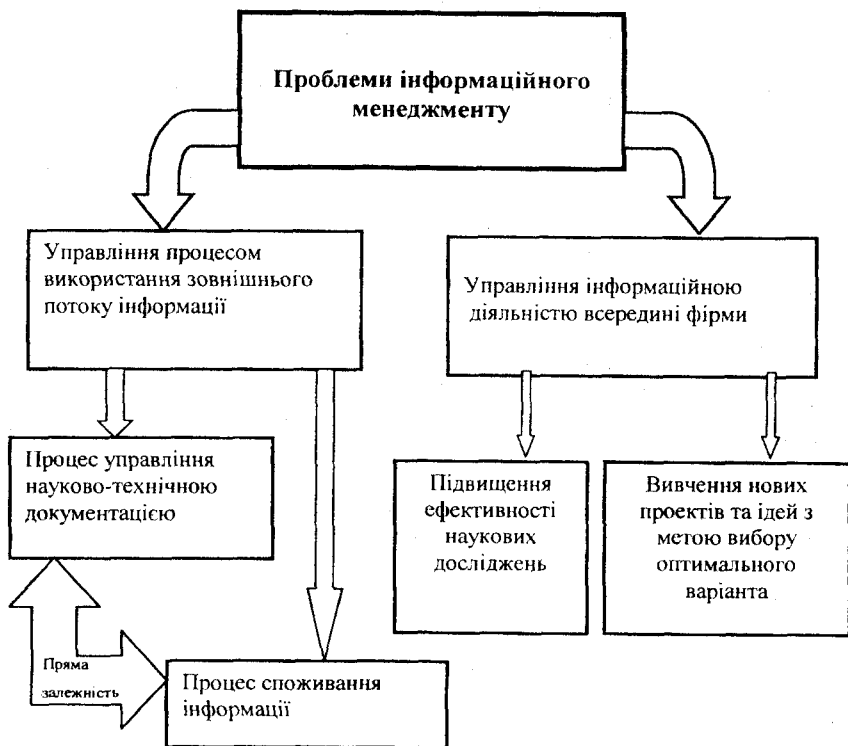 Проблеми інформаційного
менеджменту
Управління процесом
використання зовнішнього
потоку інформації
Управління інформаційною
діяльністю всередині фірми
Процес управління
науково-технічною
документацією
Підвищення
ефективності
наукових
досліджень
Вивчення нових
проектів та ідей з
метою вибору
оптимального
варіанта
Пряма
залежність
Процес споживання
інформації